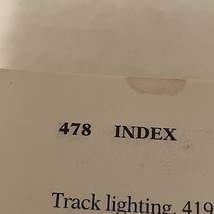 478 INDEX
Track lighting, 419